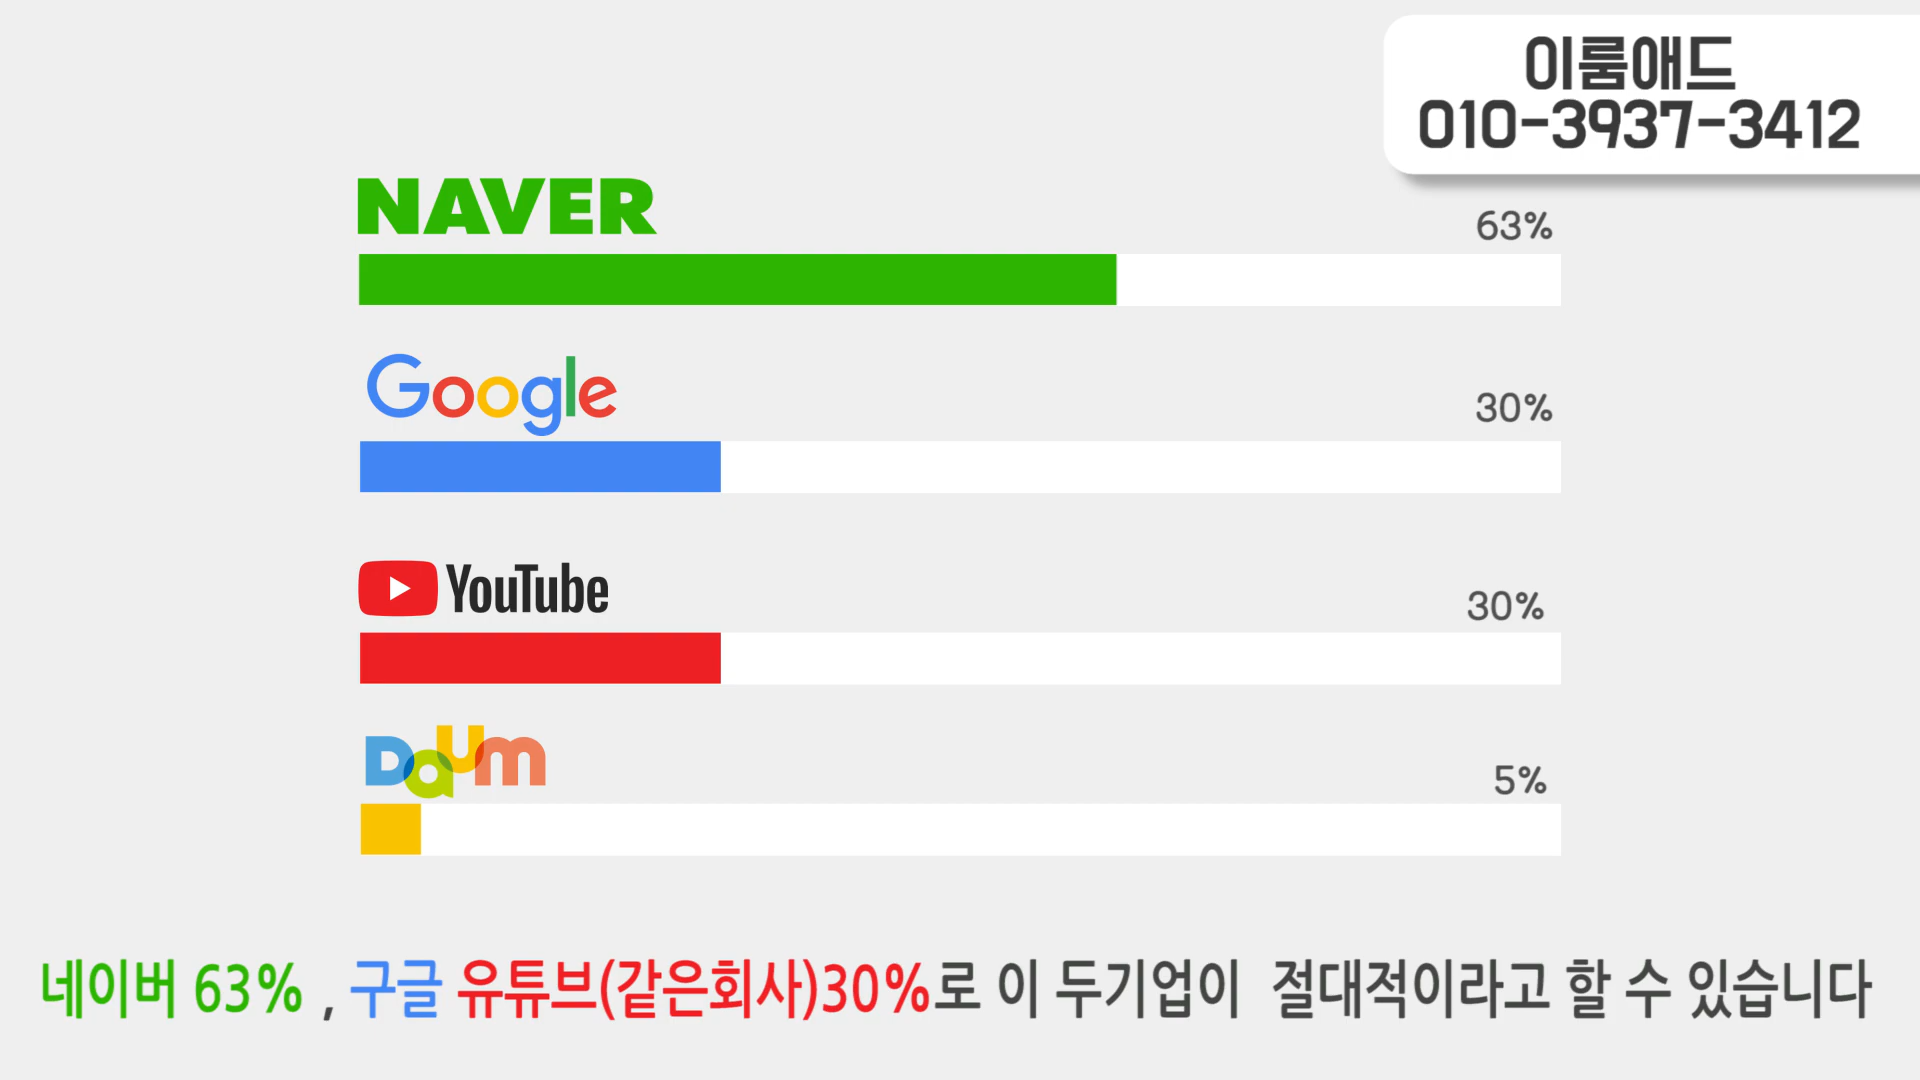 이룸애드
010-3937-3412
NAVER
63%
Google
30%
YouTube
30%
Daum
5%
네이버 63% , 구글 유튜브(같은회사)30%로 이 두기업이 절대적이라고 할 수 있습니다